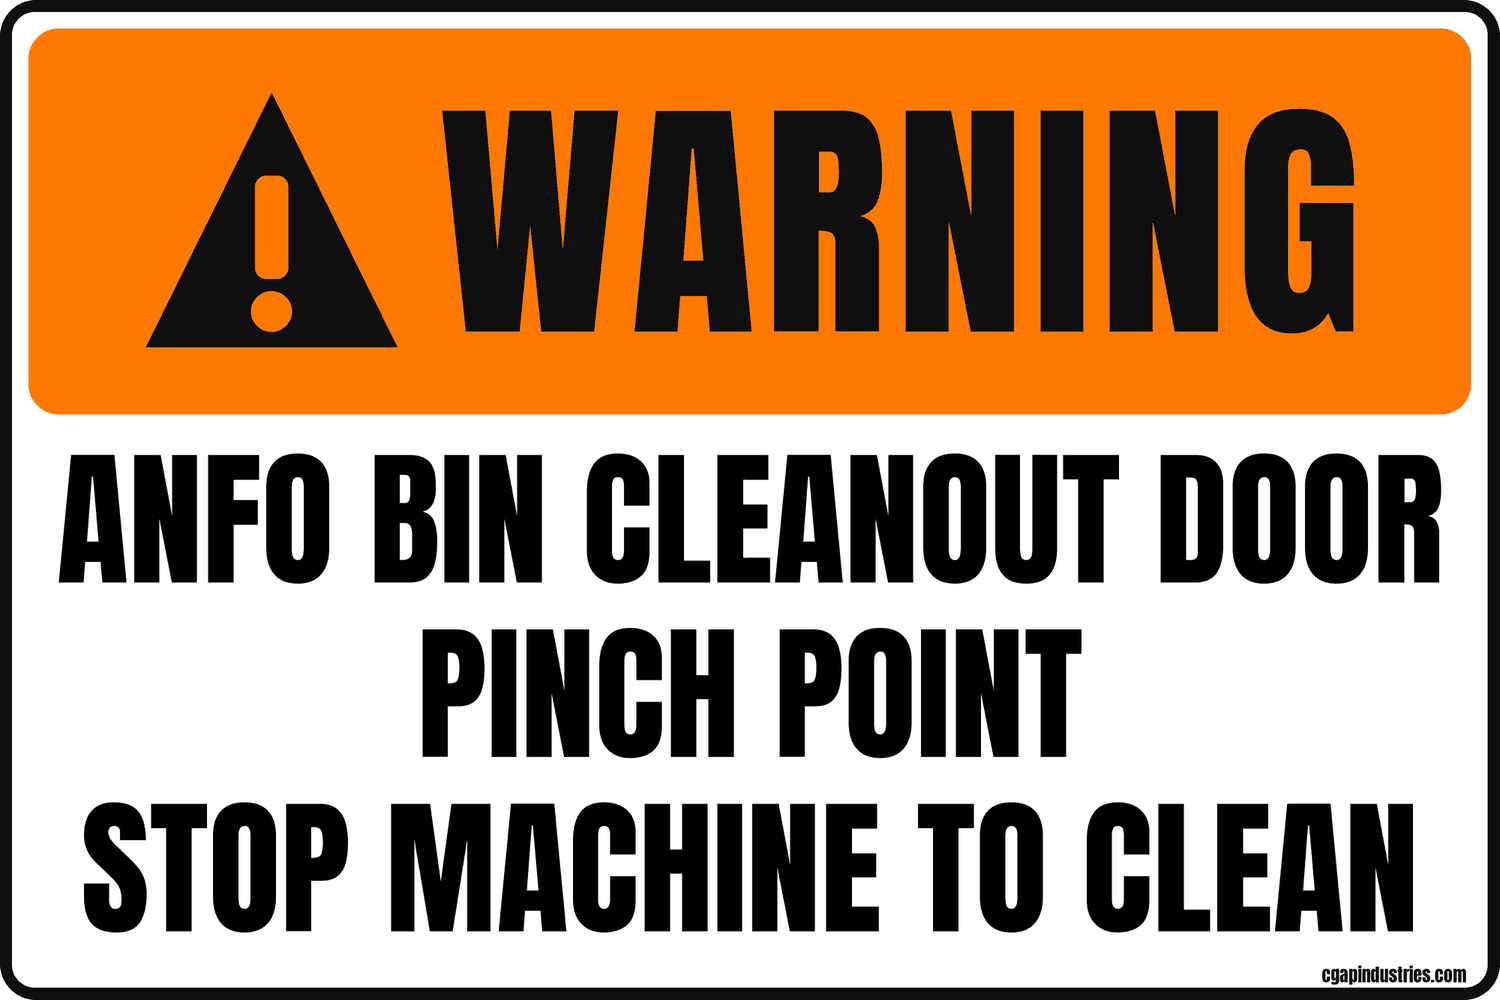 WARNING
ANFO BIN CLEANOUT DOOR
PINCH POINT
STOP MACHINE TO CLEAN
cgapindustries.com